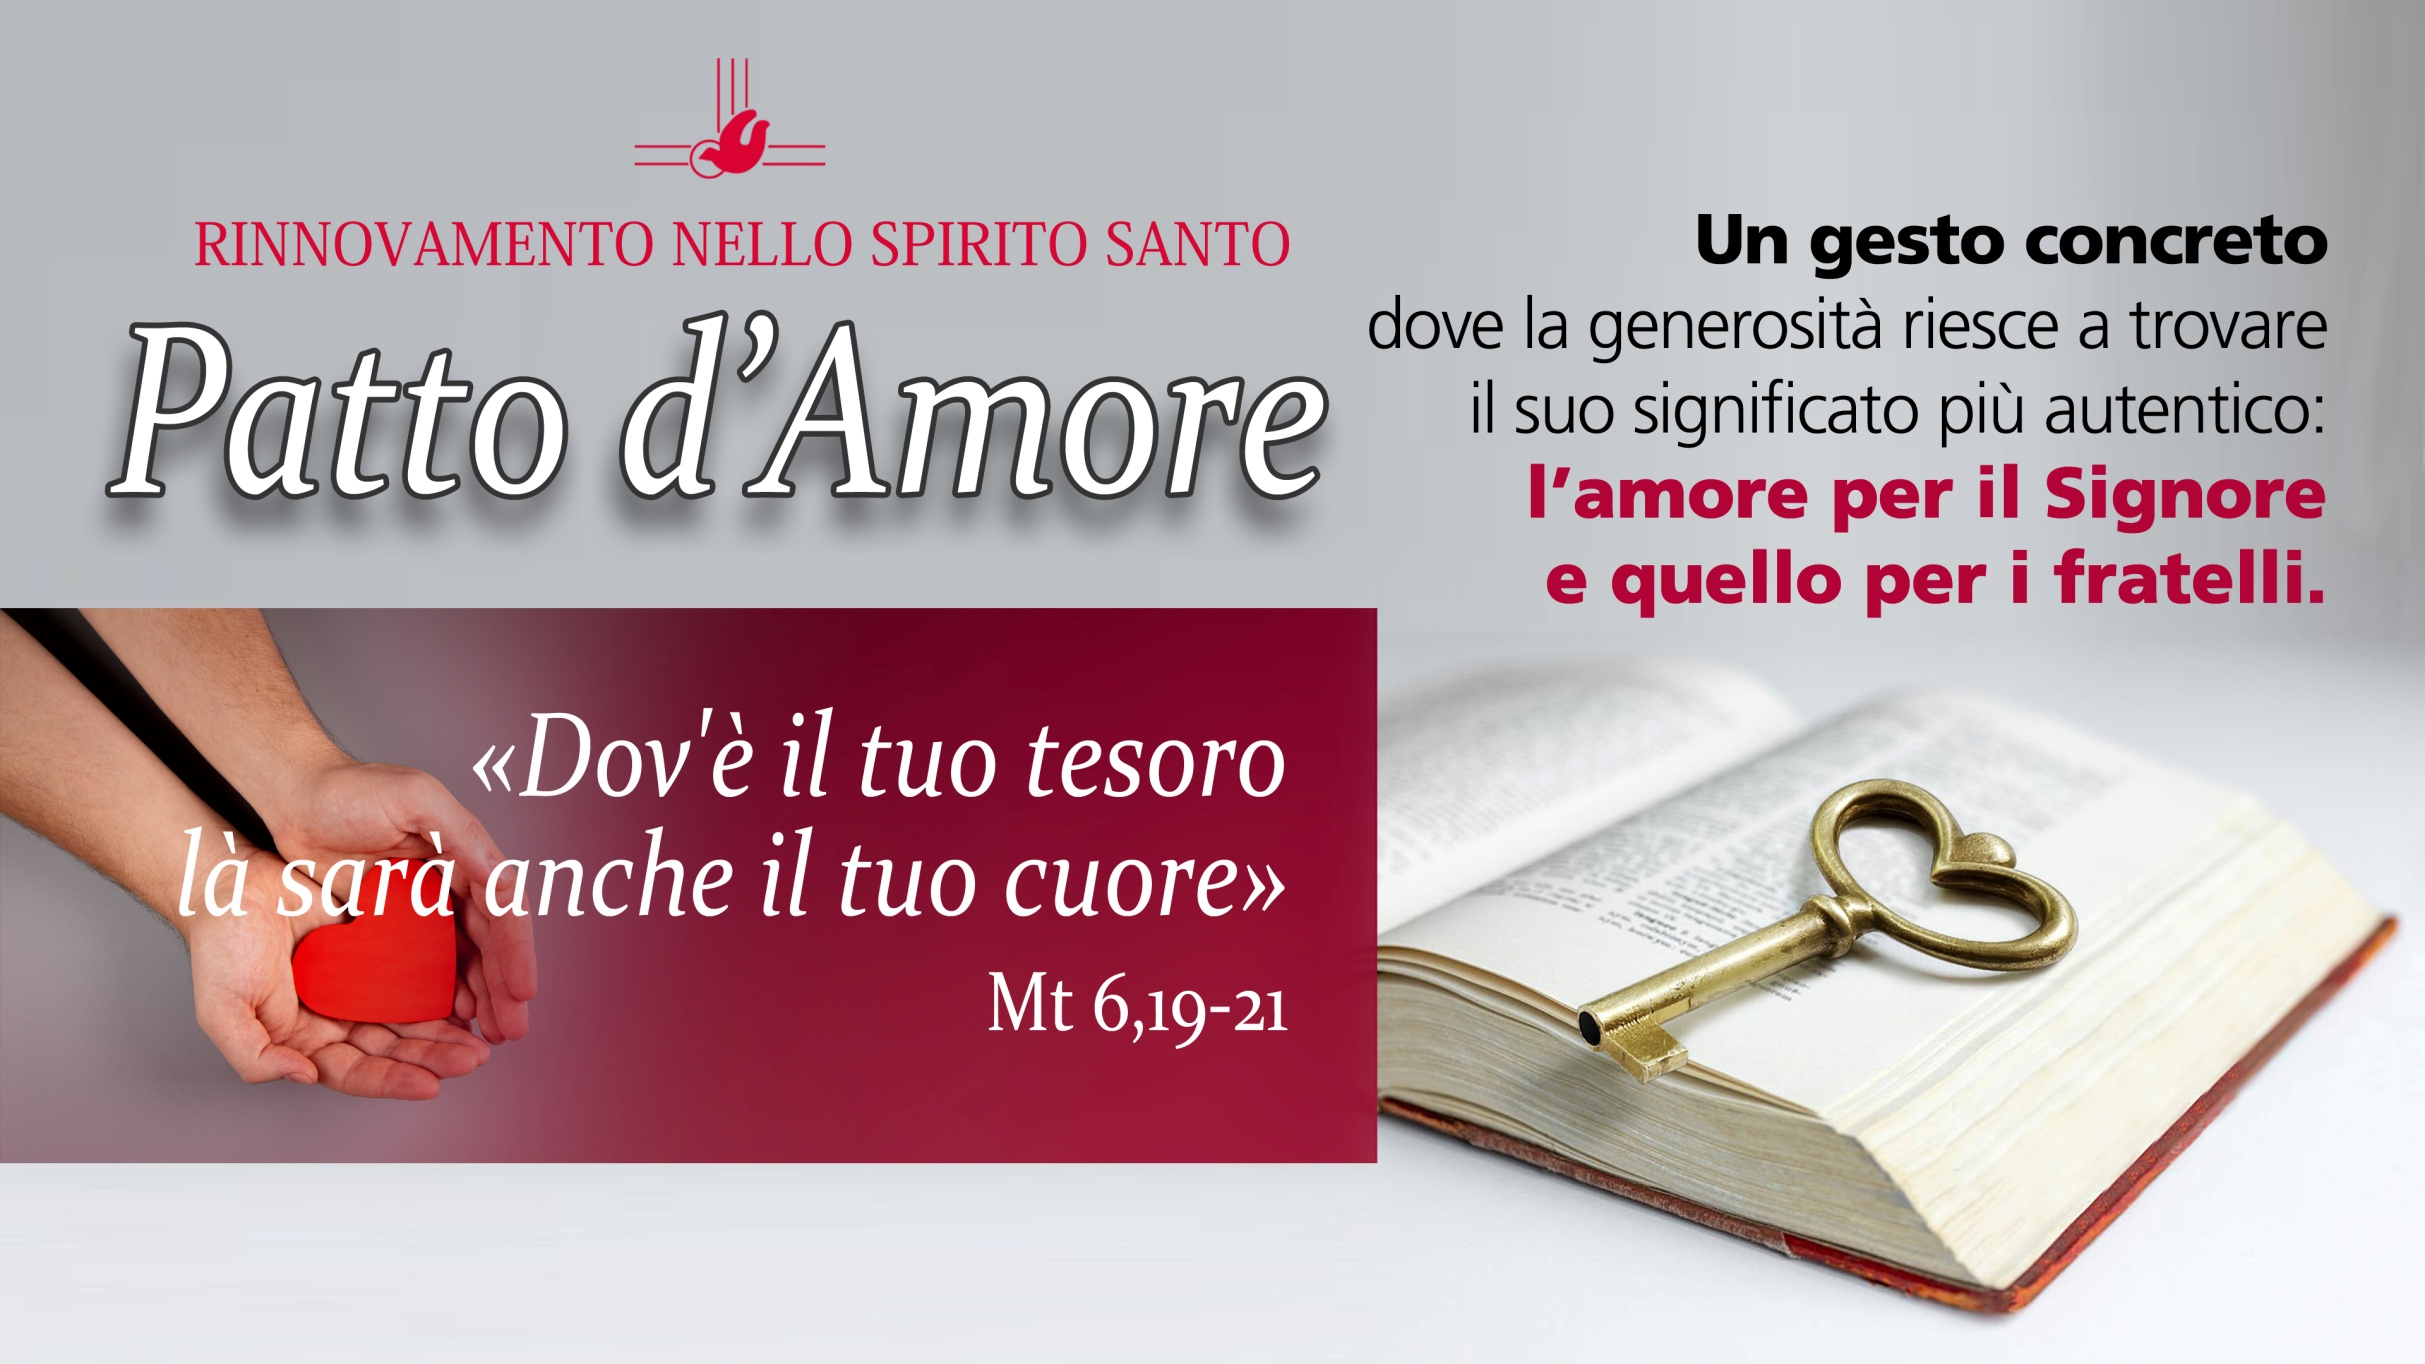 RINNOVAMENTO NELLO SPIRITO SANTO
Patto d'Amore
Un gesto concreto
dove la generosità riesce a trovare
il suo significato più autentico:
l'amore per il Signore
e quello per i fratelli.
«Dov'è il tuo tesoro
là sarà anche il tuo cuore»
Mt 6,19-21